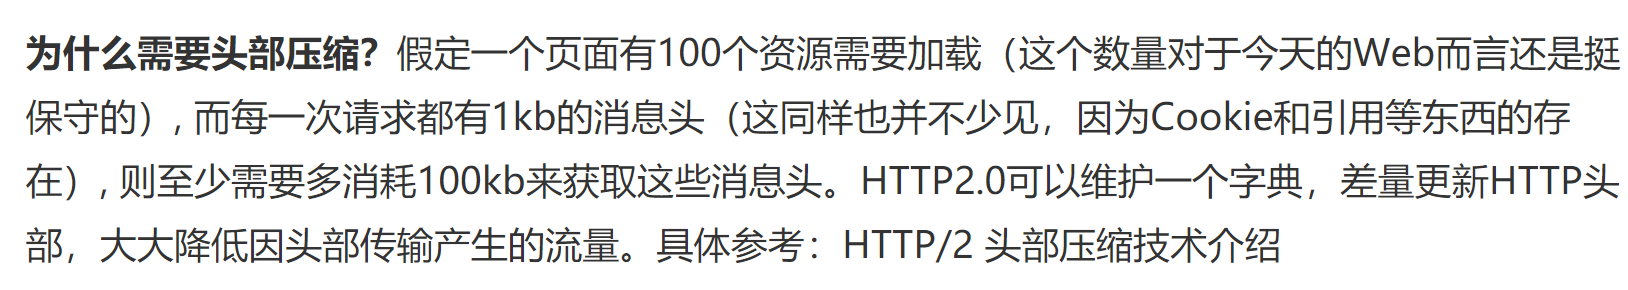 为什么需要头部压缩？假定一个页面有100个资源需要加载（这个数量对于今天的Web而言还是挺
保守的）, 而每一次请求都有1kb的消息头（这同样也并不少见，因为Cookie和引用等东西的存
在）, 则至少需要多消耗100kb来获取这些消息头。HTTP2.0可以维护一个字典，差量更新HTTP头
部，大大降低因头部传输产生的流量。具体参考：HTTP/2 头部压缩技术介绍